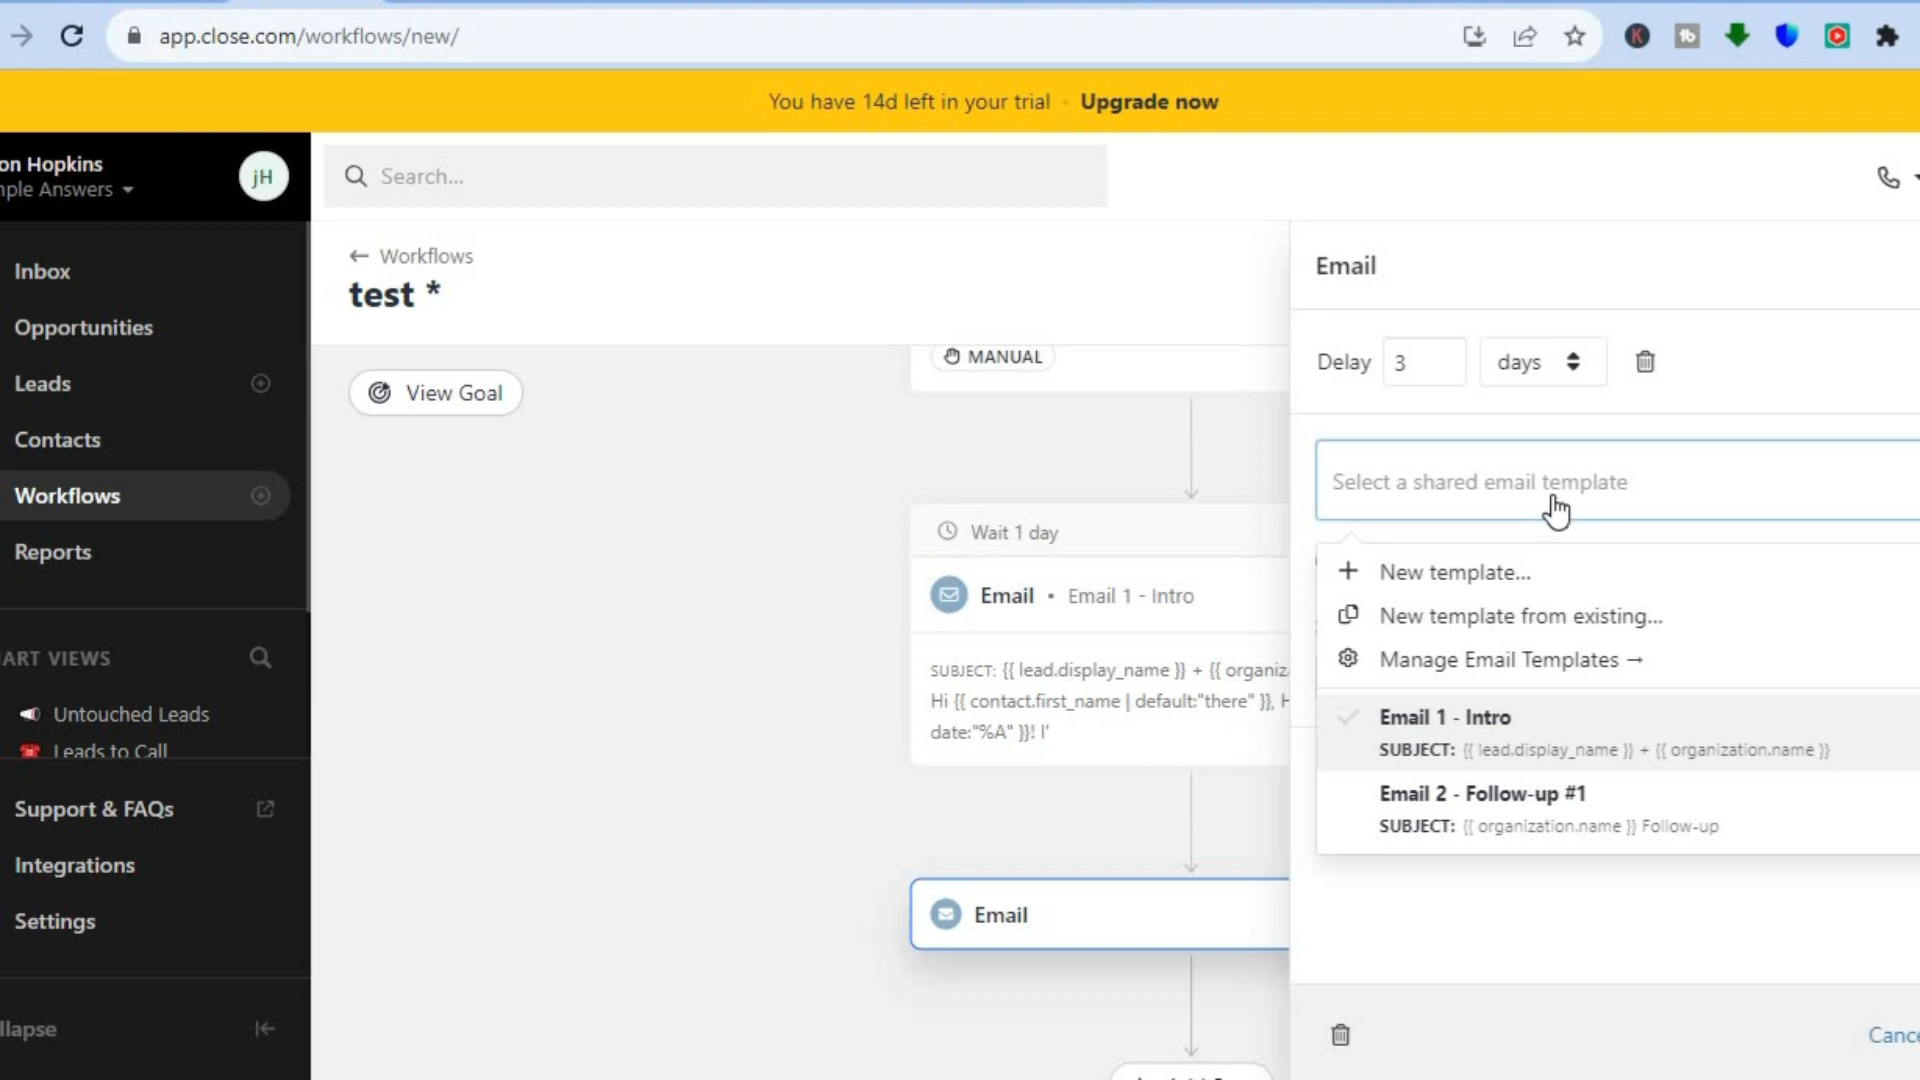 app.close.com/workflows/new/
You have 14d left in your trial · Upgrade now
on Hopkins
ple Answers
jH
Search...
Inbox
Opportunities
Leads
Contacts
Workflows
Reports
ART VIEWS
Untouched Leads
Leads to Call
Support & FAQs
Integrations
Settings
llapse
← Workflows
test *
View Goal
MANUAL
Wait 1 day
Email • Email 1 - Intro
SUBJECT: {{ lead.display_name }} + {{ organiz
Hi {{ contact.first_name | default:"there" }}, H
date:"%A" }}! I'
Email
Email
Delay 3 days
Select a shared email template
New template...
New template from existing...
Manage Email Templates →
Email 1 - Intro
SUBJECT: {{ lead.display_name }} + {{ organization.name }}
Email 2 - Follow-up #1
SUBJECT: {{ organization.name }} Follow-up
Cance